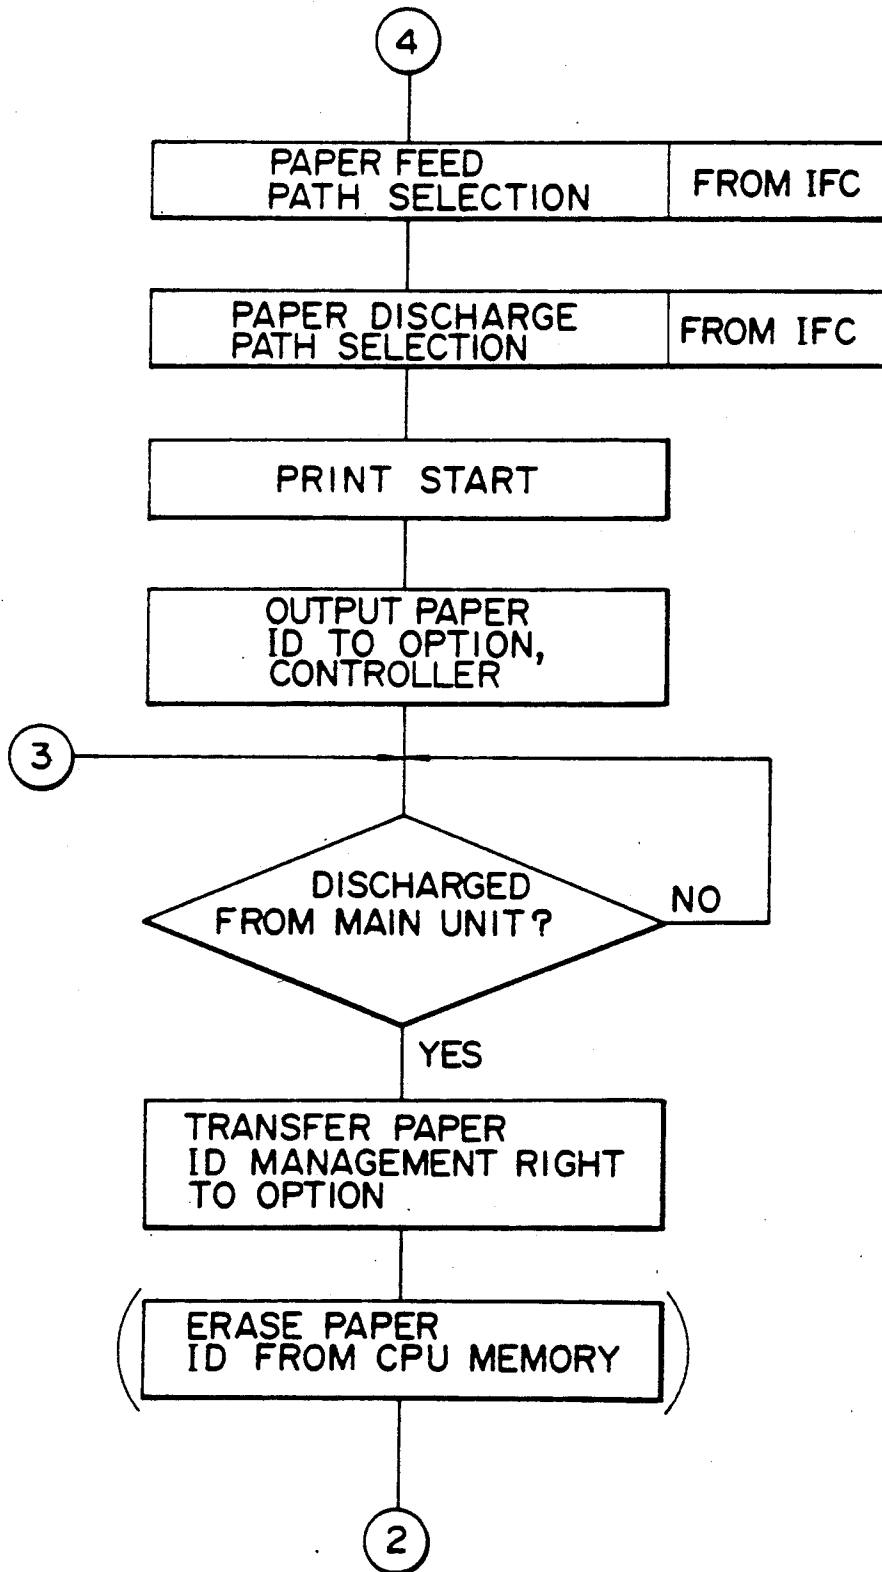 4
PAPER FEED
PATH SELECTION
FROM IFC
PAPER DISCHARGE
PATH SELECTION
FROM IFC
PRINT START
OUTPUT PAPER
ID TO OPTION,
CONTROLLER
3
DISCHARGED
FROM MAIN UNIT?
NO
YES
TRANSFER PAPER
ID MANAGEMENT RIGHT
TO OPTION
ERASE PAPER
ID FROM CPU MEMORY
2